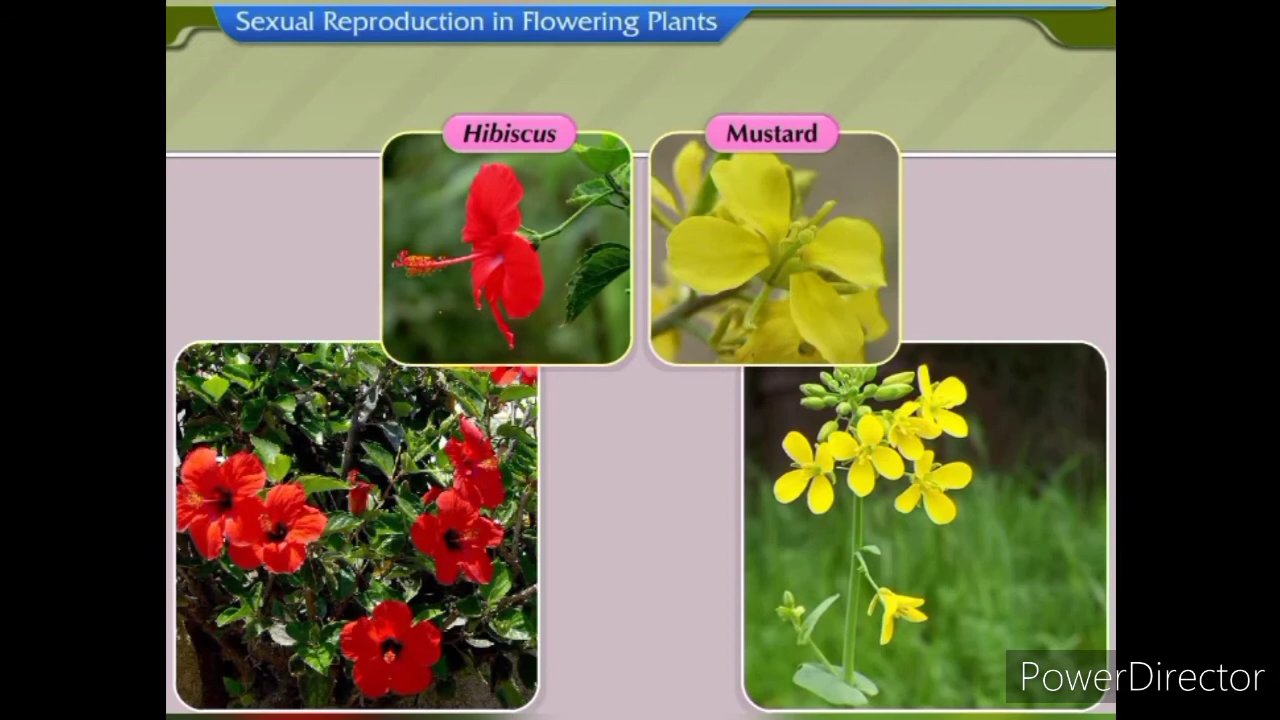 Sexual Reproduction in Flowering Plants
Hibiscus
Mustard
PowerDirector